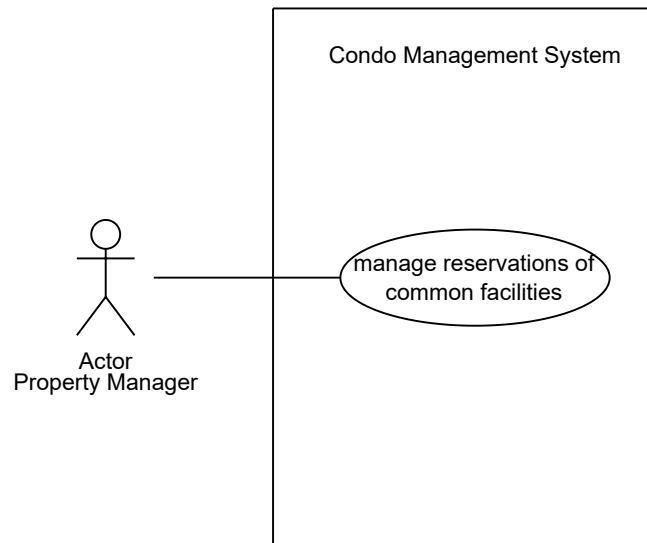 Condo Management System
manage reservations of
common facilities
Actor
Property Manager